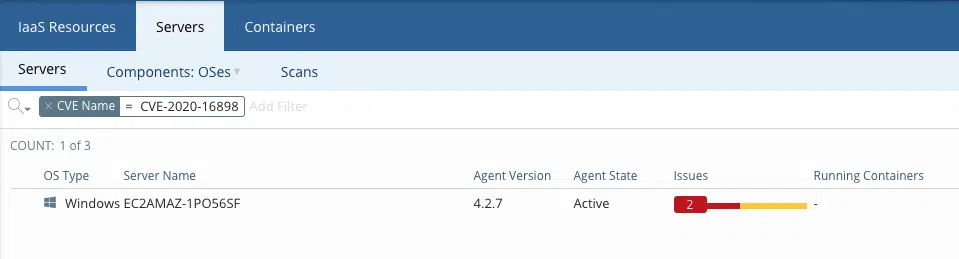 IaaS Resources Servers Containers
Servers Components: OSes Scans
× CVE Name = CVE-2020-16898 Add Filter
COUNT: 1 of 3
OS Type Server Name Agent Version Agent State Issues Running Containers
Windows EC2AMAZ-1PO56SF 4.2.7 Active 2 -